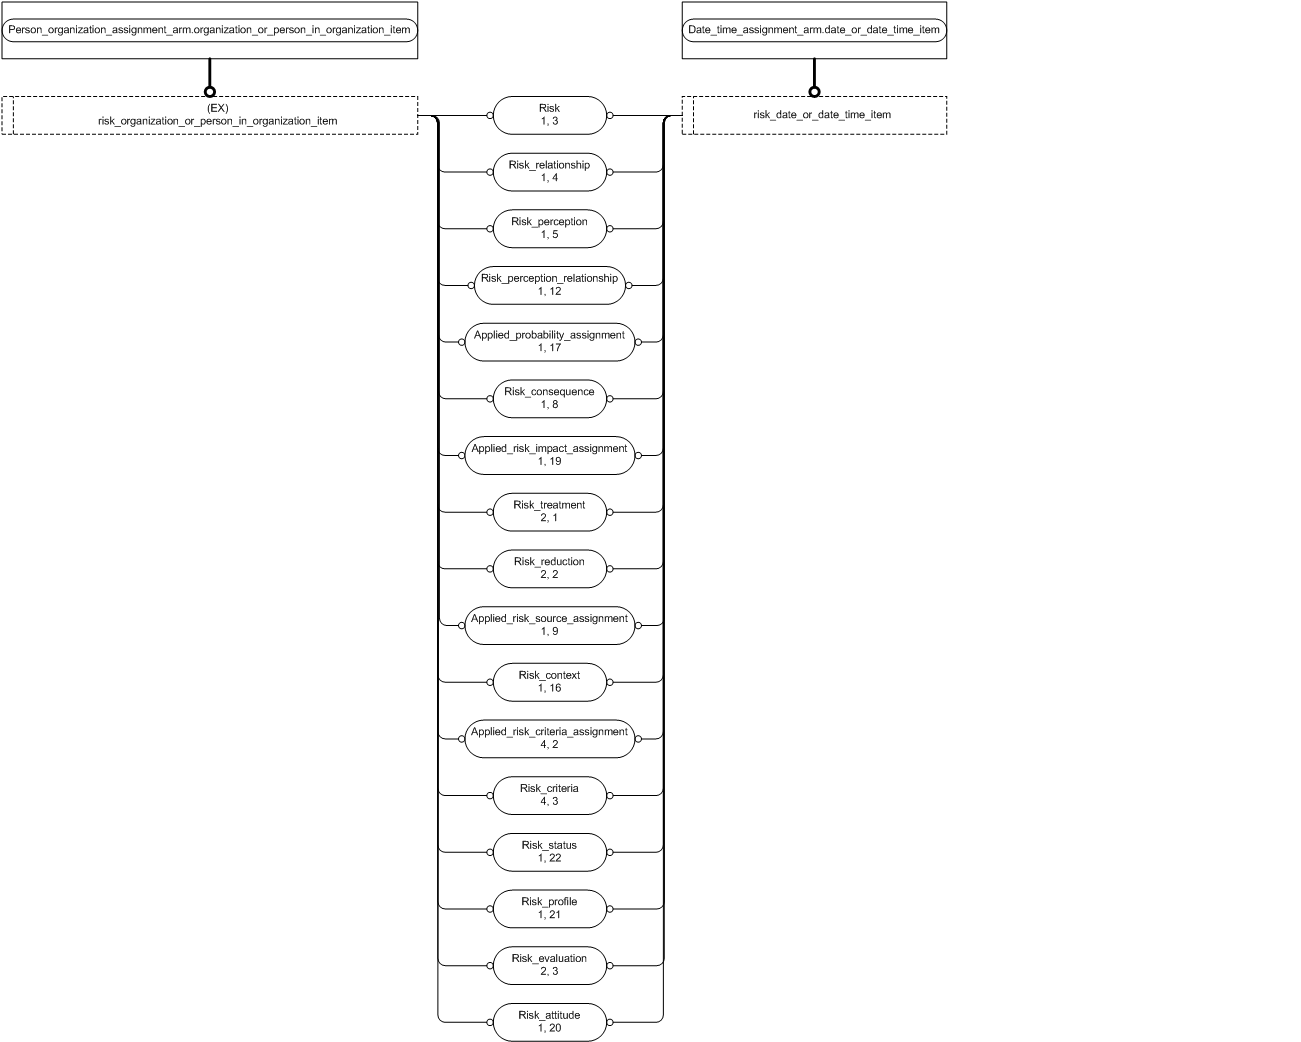 Person_organization_assignment_arm.organization_or_person_in_organization_item
Date_time_assignment_arm.date_or_date_time_item
(EX)
risk_organization_or_person_in_organization_item
risk_date_or_date_time_item
Risk
1, 3
Risk_relationship
1, 4
Risk_perception
1, 5
Risk_perception_relationship
1, 12
Applied_probability_assignment
1, 17
Risk_consequence
1, 8
Applied_risk_impact_assignment
1, 19
Risk_treatment
2, 1
Risk_reduction
2, 2
Applied_risk_source_assignment
1, 9
Risk_context
1, 16
Applied_risk_criteria_assignment
4, 2
Risk_criteria
4, 3
Risk_status
1, 22
Risk_profile
1, 21
Risk_evaluation
2, 3
Risk_attitude
1, 20